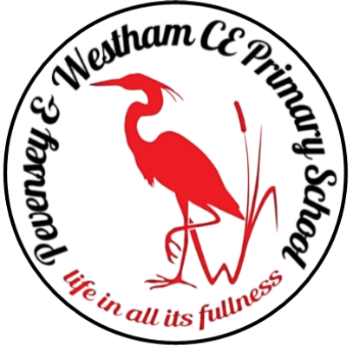 Pevensey & Westham CE Primary School
life in all its fullness